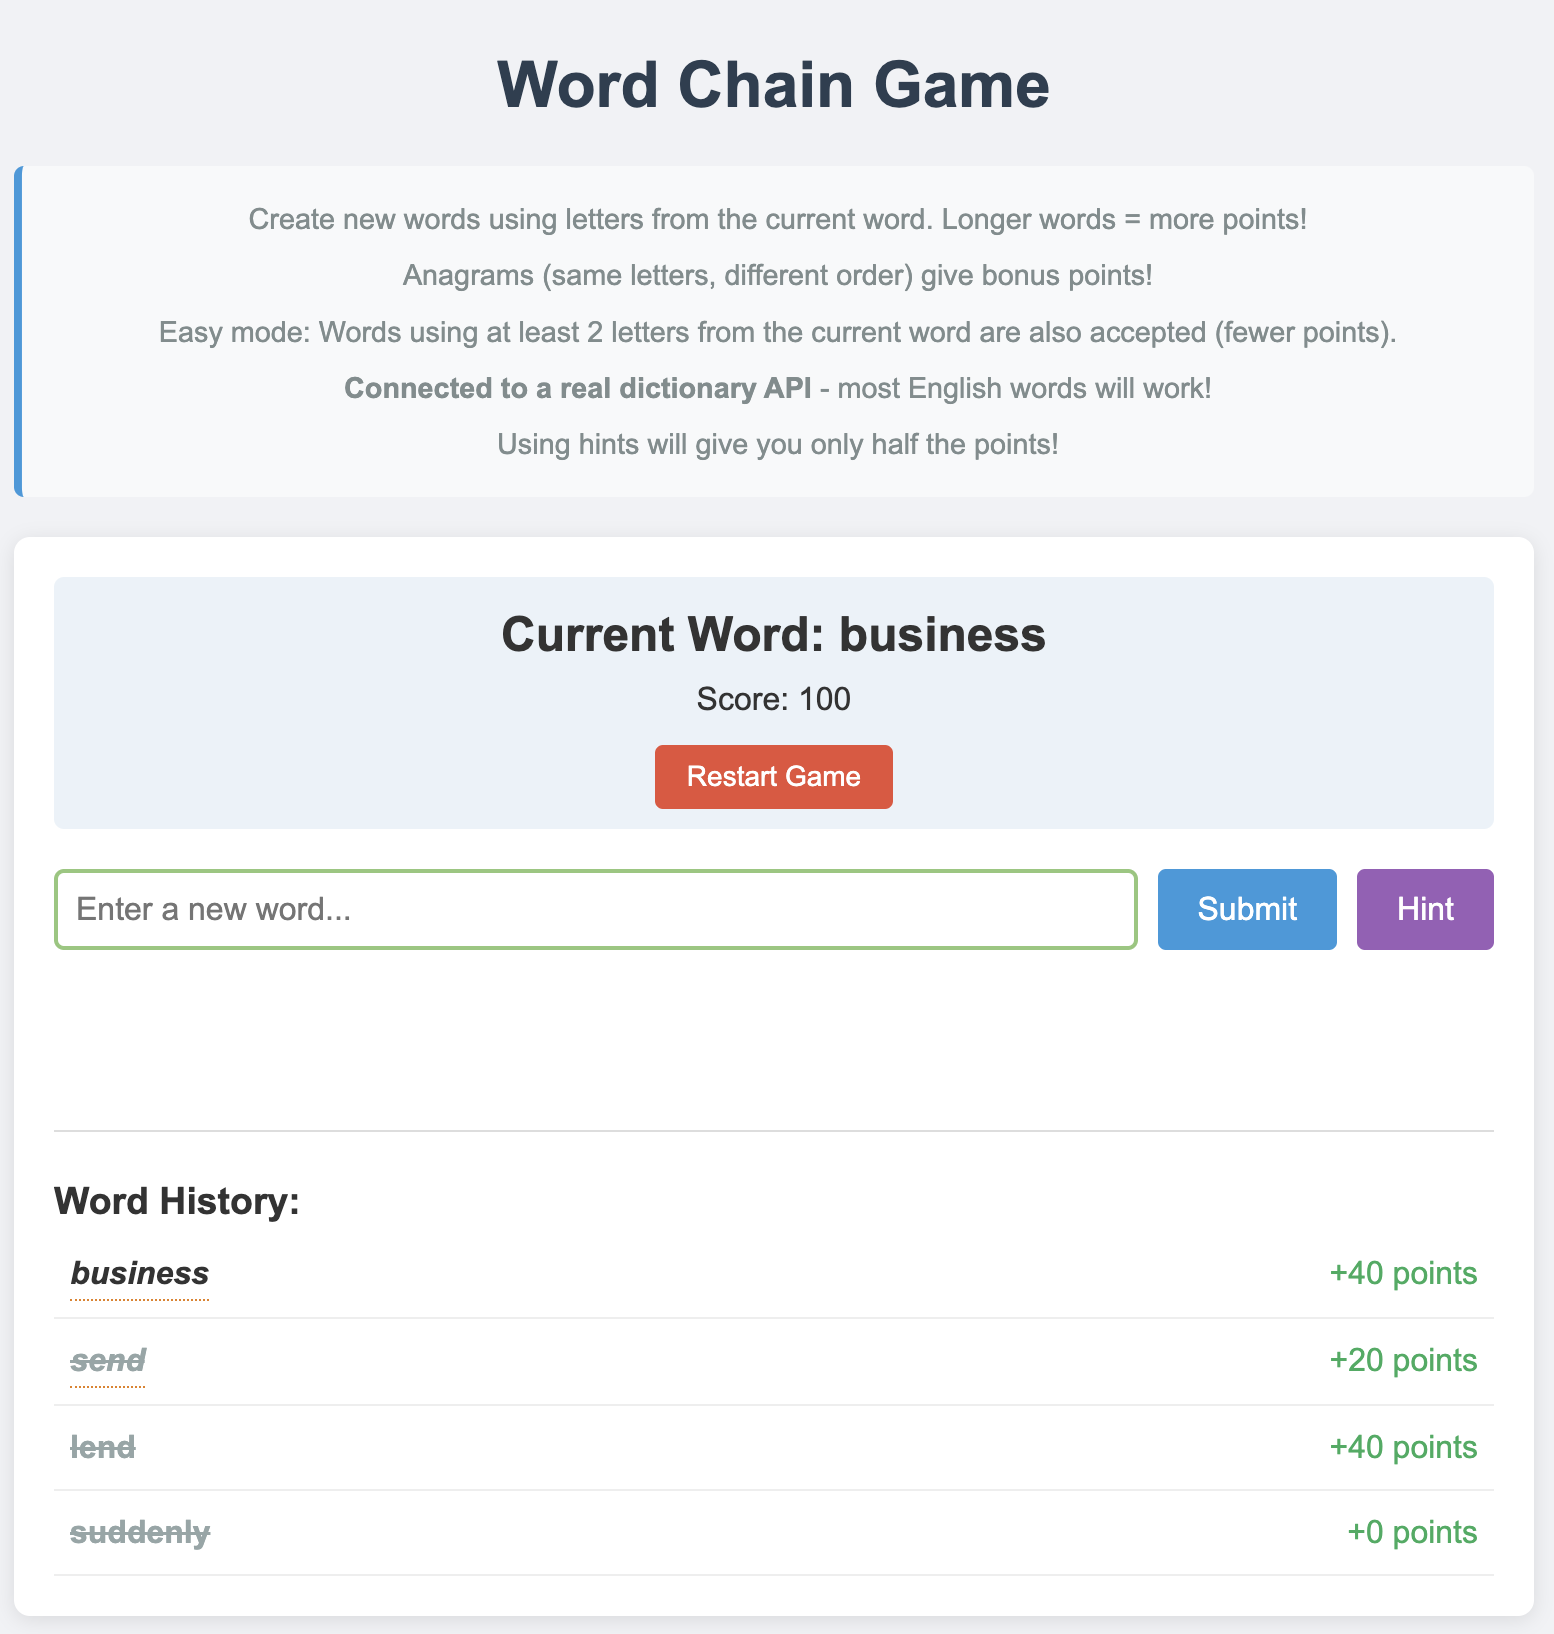 Word Chain Game
Create new words using letters from the current word. Longer words = more points!
Anagrams (same letters, different order) give bonus points!
Easy mode: Words using at least 2 letters from the current word are also accepted (fewer points).
Connected to a real dictionary API - most English words will work!
Using hints will give you only half the points!
Current Word: business
Score: 100
Restart Game
Enter a new word... Submit Hint
Word History:
business +40 points
send +20 points
lend +40 points
suddenly +0 points